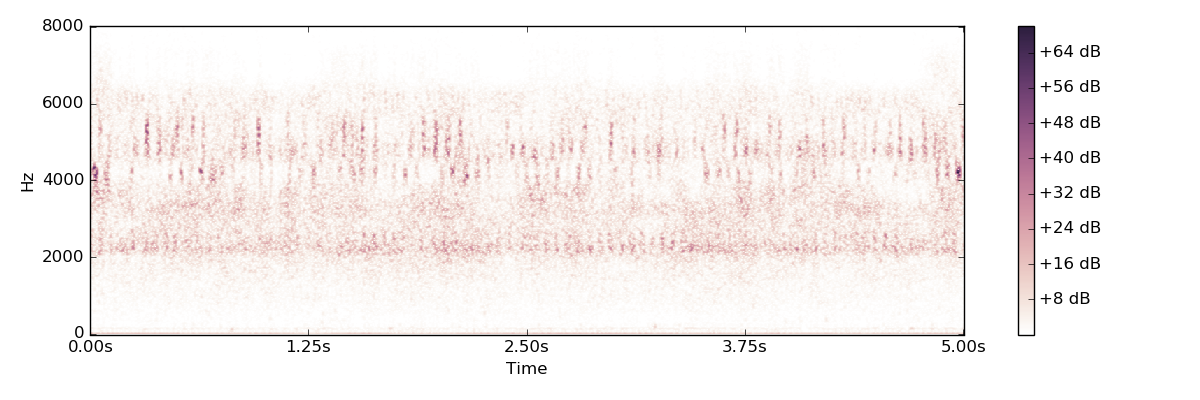 8000
6000
4000
2000
0
Hz
0.00s 1.25s 2.50s 3.75s 5.00s
Time
+64 dB
+56 dB
+48 dB
+40 dB
+32 dB
+24 dB
+16 dB
+8 dB